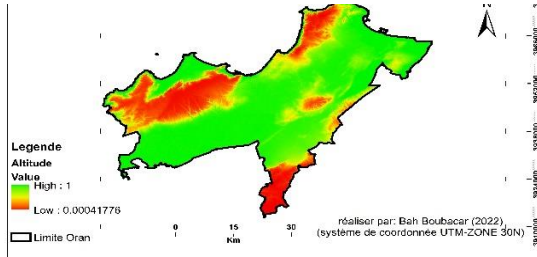 Legende
Altitude
Value
High : 1
Low : 0.00041776
Limite Oran
0 15 30
Km
réaliser par: Bah Boubacar (2022)
(système de coordonnée UTM-ZONE 30N)